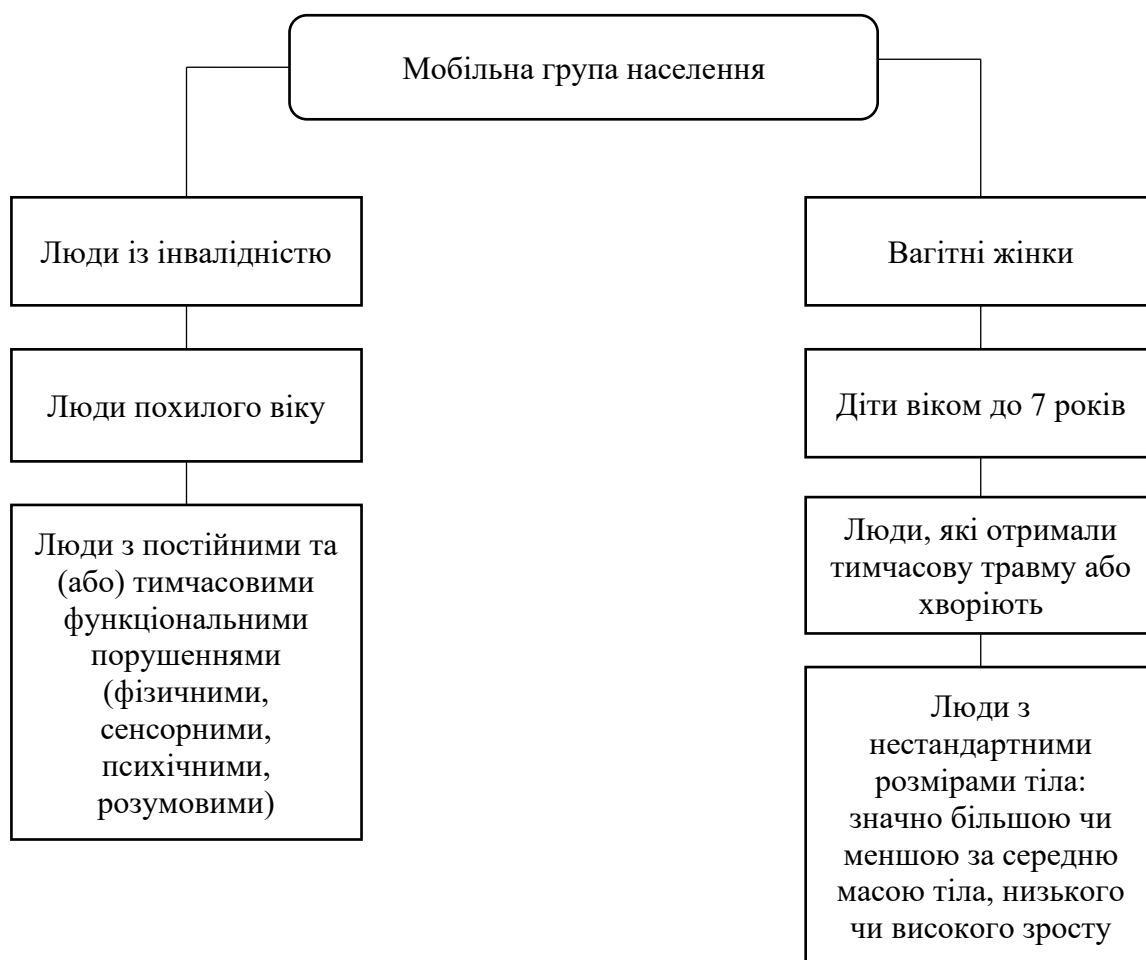 Мобільна група населення
Люди із інвалідністю
Люди похилого віку
Люди з постійними та
(або) тимчасовими
функціональними
порушеннями
(фізичними,
сенсорними,
психічними,
розумовими)
Вагітні жінки
Діти віком до 7 років
Люди, які отримали
тимчасову травму або
хворіють
Люди з
нестандартними
розмірами тіла:
значно більшою чи
меншою за середню
масою тіла, низького
чи високого зросту